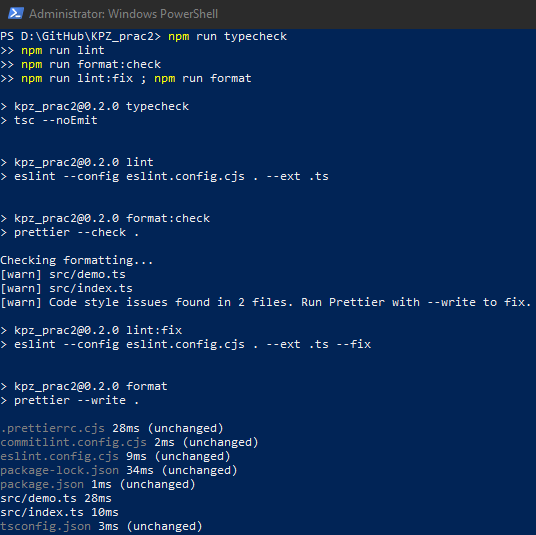 Administrator: Windows PowerShell
PS D:\GitHub\KPZ_prac2> npm run typecheck
>> npm run lint
>> npm run format:check
>> npm run lint:fix ; npm run format
> kpz_prac2@0.2.0 typecheck
> tsc --noEmit
> kpz_prac2@0.2.0 lint
> eslint --config eslint.config.cjs . --ext .ts
> kpz_prac2@0.2.0 format:check
> prettier --check .
Checking formatting...
[warn] src/demo.ts
[warn] src/index.ts
[warn] Code style issues found in 2 files. Run Prettier with --write to fix.
> kpz_prac2@0.2.0 lint:fix
> eslint --config eslint.config.cjs . --ext .ts --fix
> kpz_prac2@0.2.0 format
> prettier --write .
.prettierrc.cjs 28ms (unchanged)
commitlint.config.cjs 2ms (unchanged)
eslint.config.cjs 9ms (unchanged)
package-lock.json 34ms (unchanged)
package.json 1ms (unchanged)
src/demo.ts 28ms
src/index.ts 10ms
tsconfig.json 3ms (unchanged)